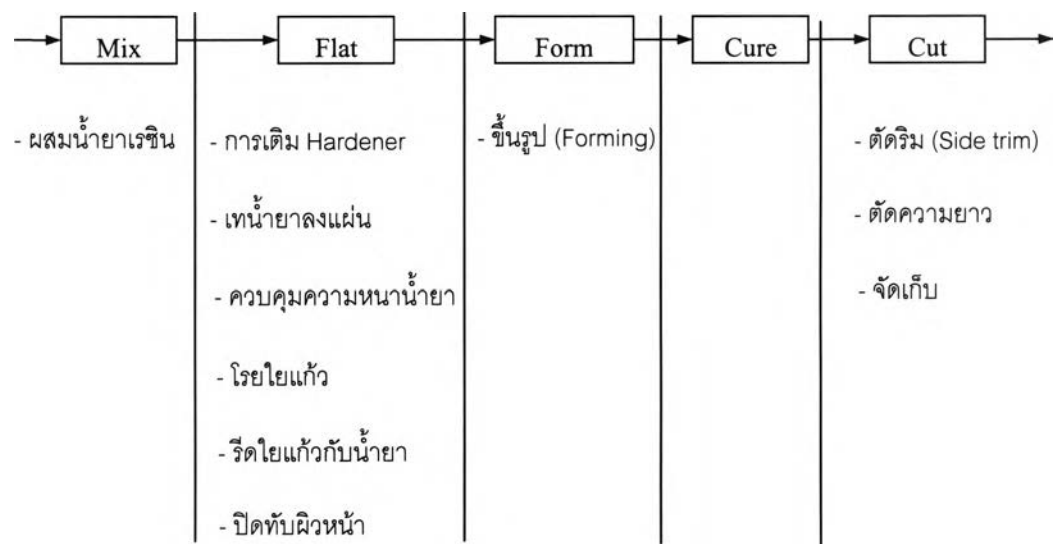 Mix
Flat
Form
Cure
Cut
- ผสมน้ำยาเรซิน
- การเติม Hardener
- เทน้ำยาลงแผ่น
- ควบคุมความหนาน้ำยา
- โรยใยแก้ว
- รีดใยแก้วกับน้ำยา
- ปิดทับผิวหน้า
- ขึ้นรูป (Forming)
- ตัดริม (Side trim)
- ตัดความยาว
- จัดเก็บ